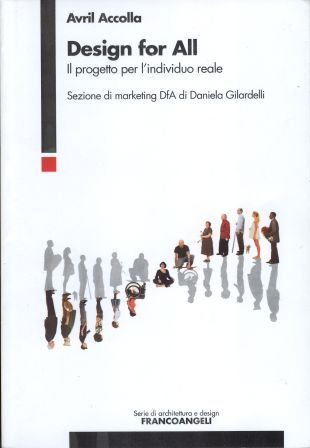 Avril Accolla
Design for All
Il progetto per l'individuo reale
Sezione di marketing DfA di Daniela Gilardelli
Serie di architettura e design
FRANCOANGELI